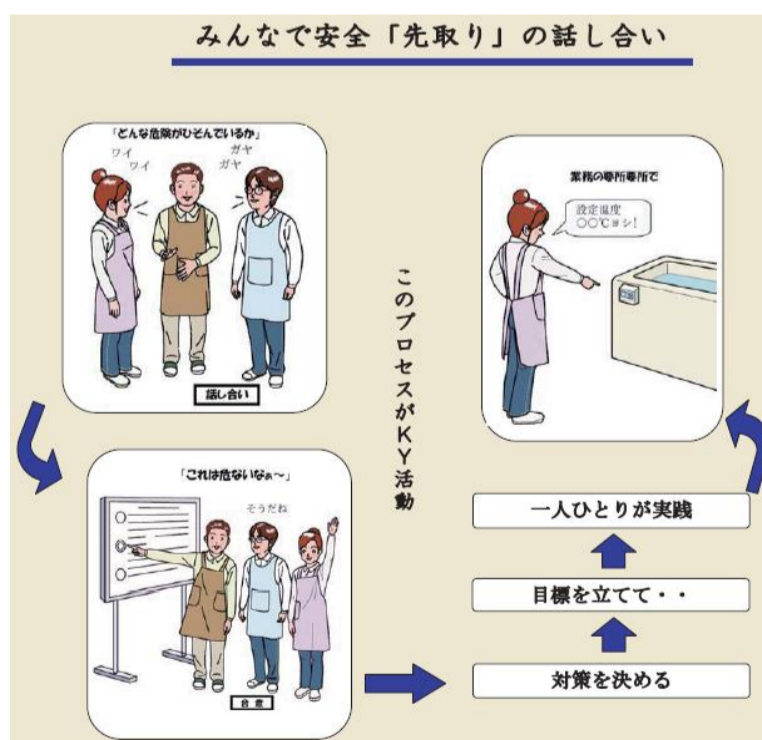 みんなで安全「先取り」の話し合い
「どんな危険がひそんでいるか」
ワイ
ワイ
ガヤ
ガヤ
話し合い
「これは危ないなぁ～」
そうだね
合意
このプロセスがKY活動
対策を決める
目標を立てて・・
一人ひとりが実践
業務の要所要所で
設定温度
〇〇℃ヨシ!